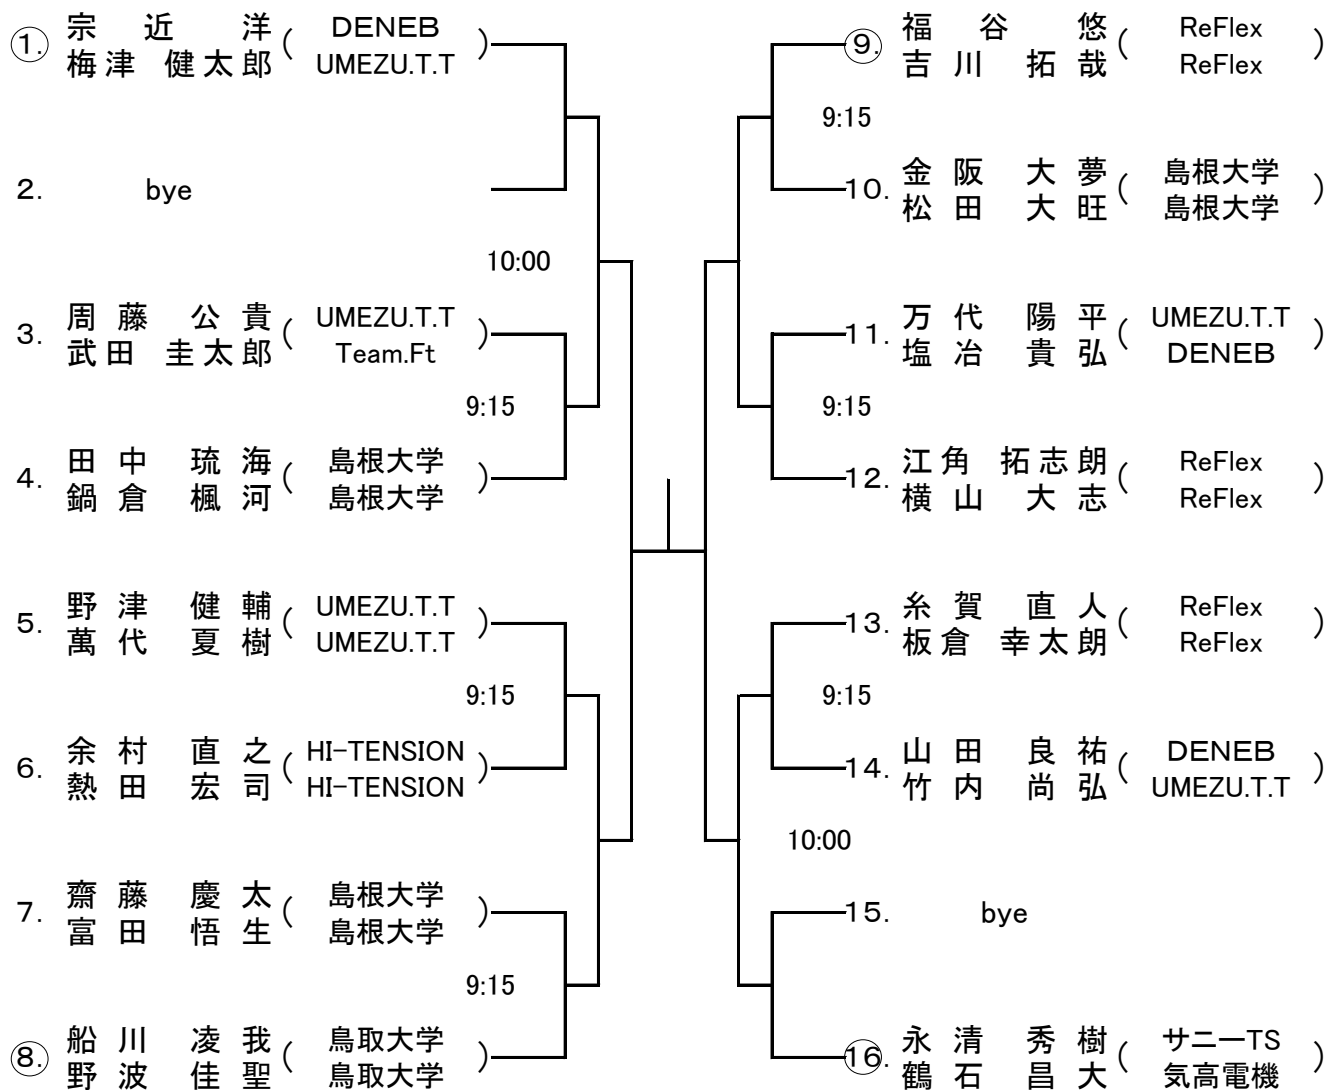 ①. 宗近 洋 ( DENEB )
梅津 健太郎 UMEZU.T.T
2. bye
10:00
3. 周藤 公貴 ( UMEZU.T.T )
武田 圭太郎 Team.Ft
9:15
4. 田中 琉海 ( 島根大学 )
鍋倉 楓河 島根大学
5. 野津 健輔 ( UMEZU.T.T )
萬代 夏樹 UMEZU.T.T
9:15
6. 余村 直之 ( HI-TENSION )
熱田 宏司 HI-TENSION
7. 齋藤 慶太 ( 島根大学 )
富田 悟生 島根大学
9:15
⑧. 船川 凌我 ( 鳥取大学 )
野波 佳聖 鳥取大学
⑨. 福谷 悠 ( ReFlex )
吉川 拓哉 ReFlex
9:15
10. 金阪 大夢 ( 島根大学 )
松田 大旺 島根大学
11. 万代 陽平 ( UMEZU.T.T )
塩冶 貴弘 DENEB
9:15
12. 江角 拓志朗 ( ReFlex )
横山 大志 ReFlex
13. 糸賀 直人 ( ReFlex )
板倉 幸太朗 ReFlex
9:15
14. 山田 良祐 ( DENEB )
竹内 尚弘 UMEZU.T.T
10:00
15. bye
⑯. 永清 秀樹 ( サニーTS )
鶴石 昌大 気高電機